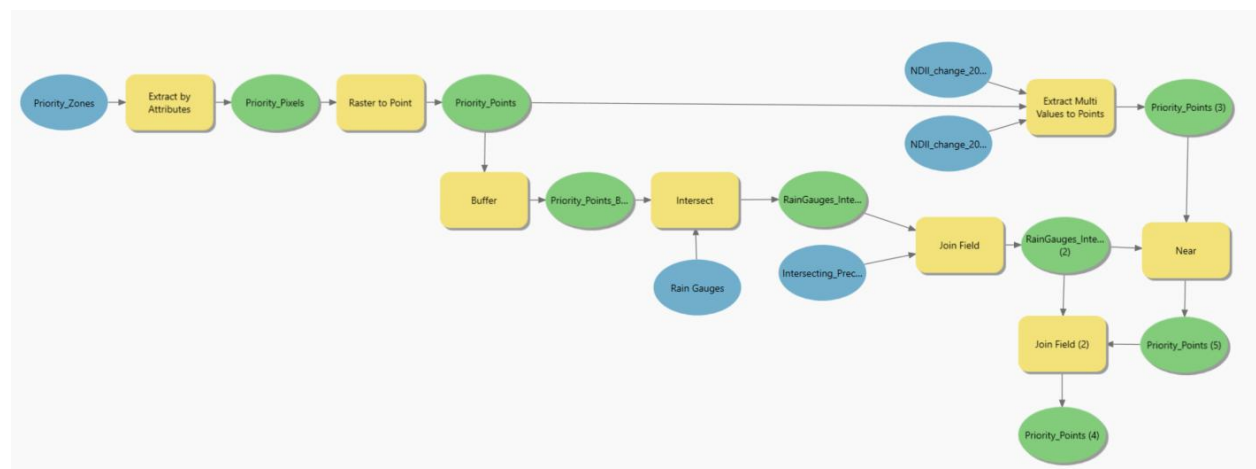 Priority_Zones
Extract by
Attributes
Priority_Pixels
Raster to Point
Priority_Points
NDII_change_20...
NDII_change_20...
Extract Multi
Values to Points
Priority_Points (3)
Buffer
Priority_Points_B...
Intersect
Rain Gauges
RainGauges_Inte...
Intersecting_Prec...
Join Field
RainGauges_Inte...
(2)
Near
Join Field (2)
Priority_Points (5)
Priority_Points (4)